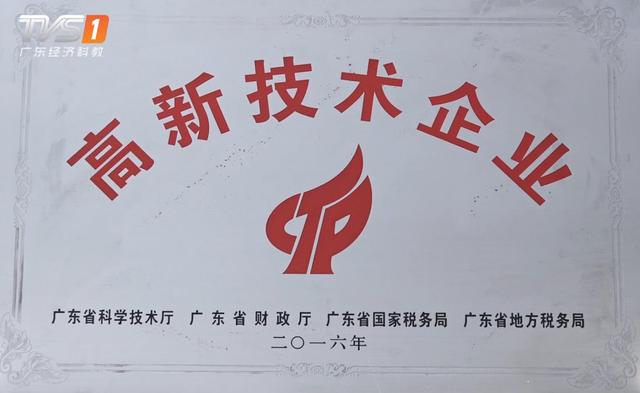 TVS1
广东经济科教
高新技术企业
广东省科学技术厅 广东省财政厅 广东省国家税务局 广东省地方税务局
二〇一六年